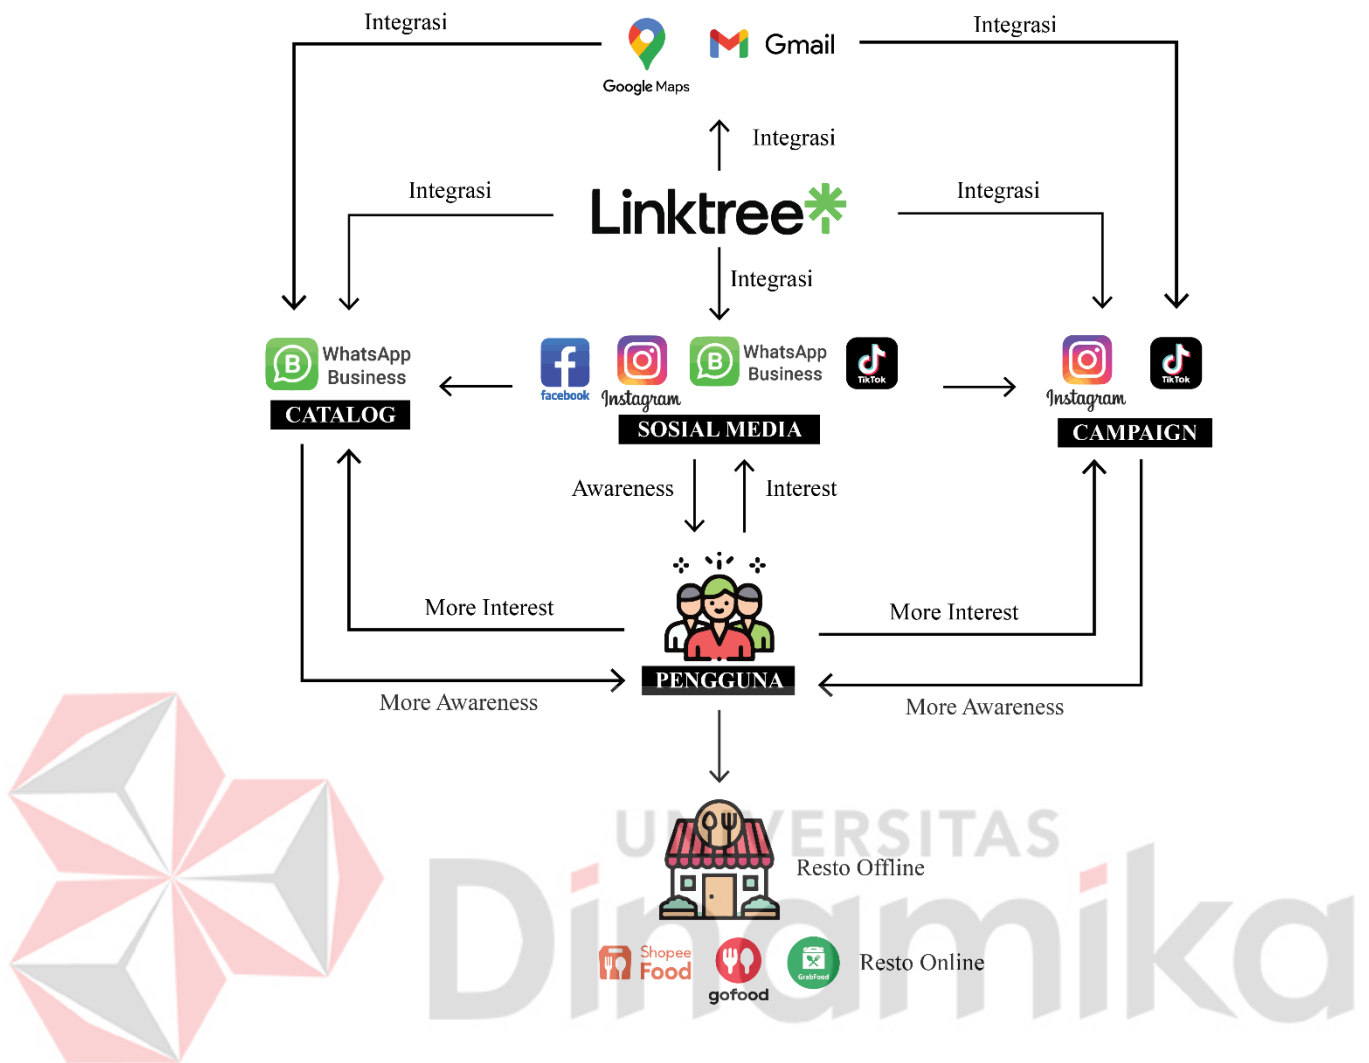 Integrasi
Integrasi
Gmail
Google Maps
Integrasi
Integrasi
Integrasi
Linktree
Integrasi
B
WhatsApp
Business
facebook
Instagram
B
WhatsApp
Business
TikTok
Instagram
TikTok
CATALOG
SOSIAL MEDIA
CAMPAIGN
Awareness
Interest
More Interest
More Interest
PENGGUNA
More Awareness
More Awareness
UNIVERSITAS
Dinamika
Resto Offline
Shopee
Food
gofood
GrabFood
Resto Online